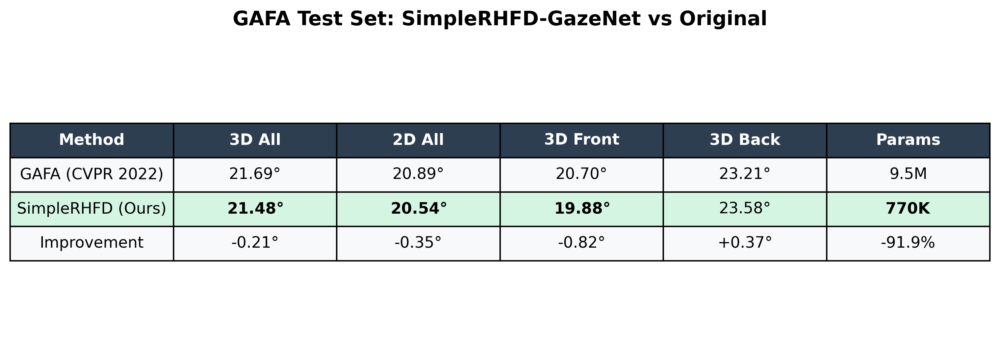 GAFA Test Set: SimpleRHFD-GazeNet vs Original
Method 3D All 2D All 3D Front 3D Back Params
GAFA (CVPR 2022) 21.69° 20.89° 20.70° 23.21° 9.5M
SimpleRHFD (Ours) 21.48° 20.54° 19.88° 23.58° 770K
Improvement -0.21° -0.35° -0.82° +0.37° -91.9%